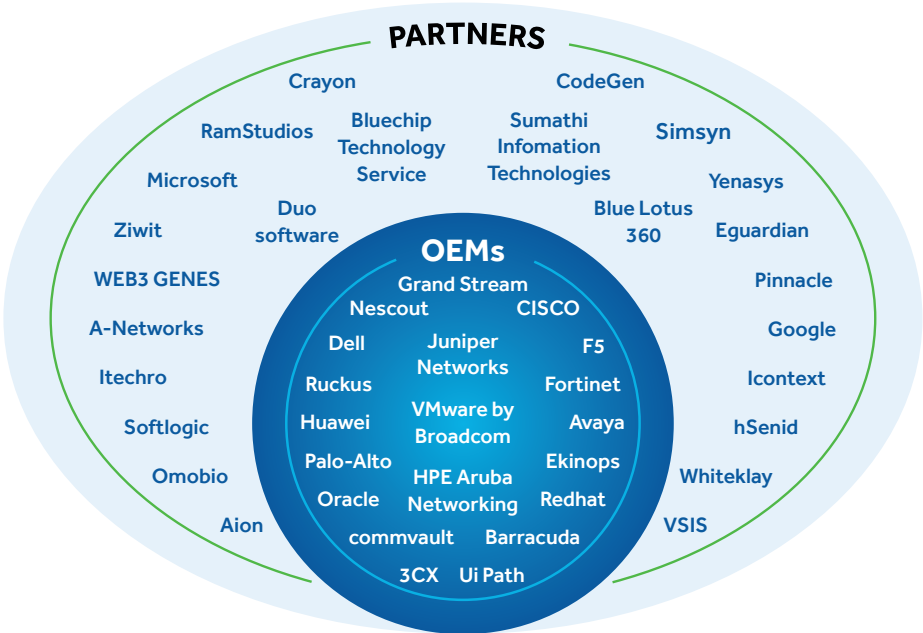 PARTNERS
Crayon
CodeGen
RamStudios
Bluechip
Technology
Service
Sumathi
Infomation
Technologies
Simsyn
Microsoft
Yenasys
Duo
software
Blue Lotus
360
Ziwit
Eguardian
WEB3 GENES
Pinnacle
A-Networks
Google
Itechro
Icontext
Softlogic
hSenid
Omobio
Whiteklay
Aion
VSIS
OEMs
Grand Stream
Nescout
CISCO
Dell
Juniper
Networks
F5
Ruckus
Fortinet
Huawei
VMware by
Broadcom
Avaya
Palo-Alto
Ekinops
HPE Aruba
Networking
Oracle
Redhat
commvault
Barracuda
3CX
Ui Path